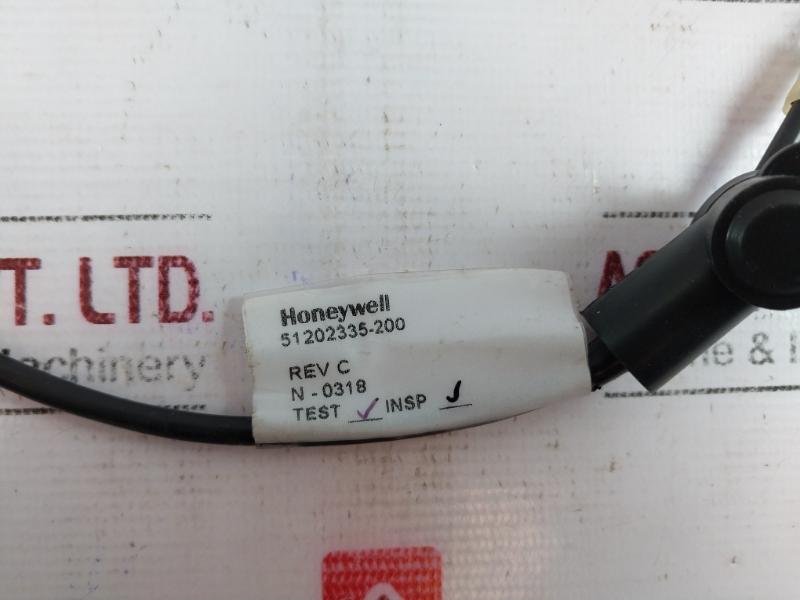 Honeywell
51202335-200
REV C
N - 0318
TEST ✓ INSP ✓
T. LTD.
achinery
e & I